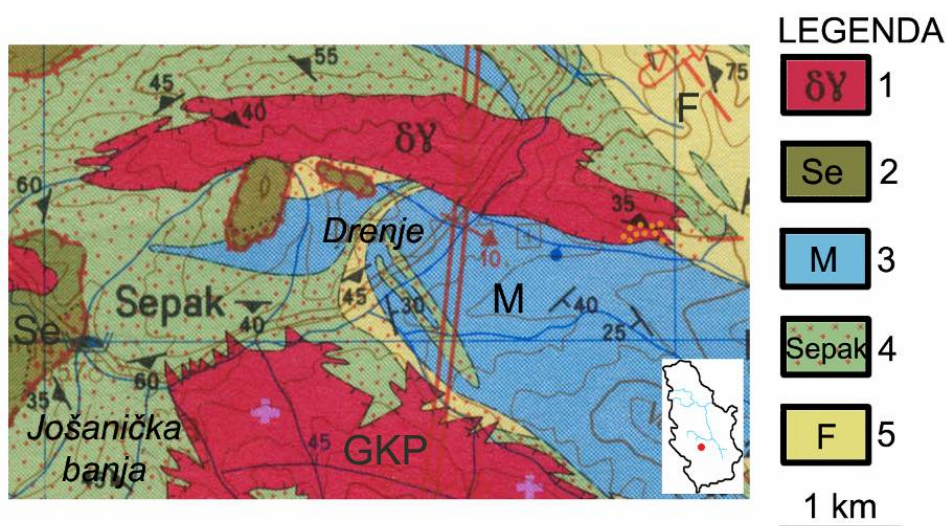 LEGENDA
δγ 1
Se 2
M 3
Sepak 4
F 5
1 km
55
45
40
75
F
δγ
60
35
Drenje
10
M
45
30
40
25
Sepak
40
Se
60
35
Jošanička
banja
45
GKP